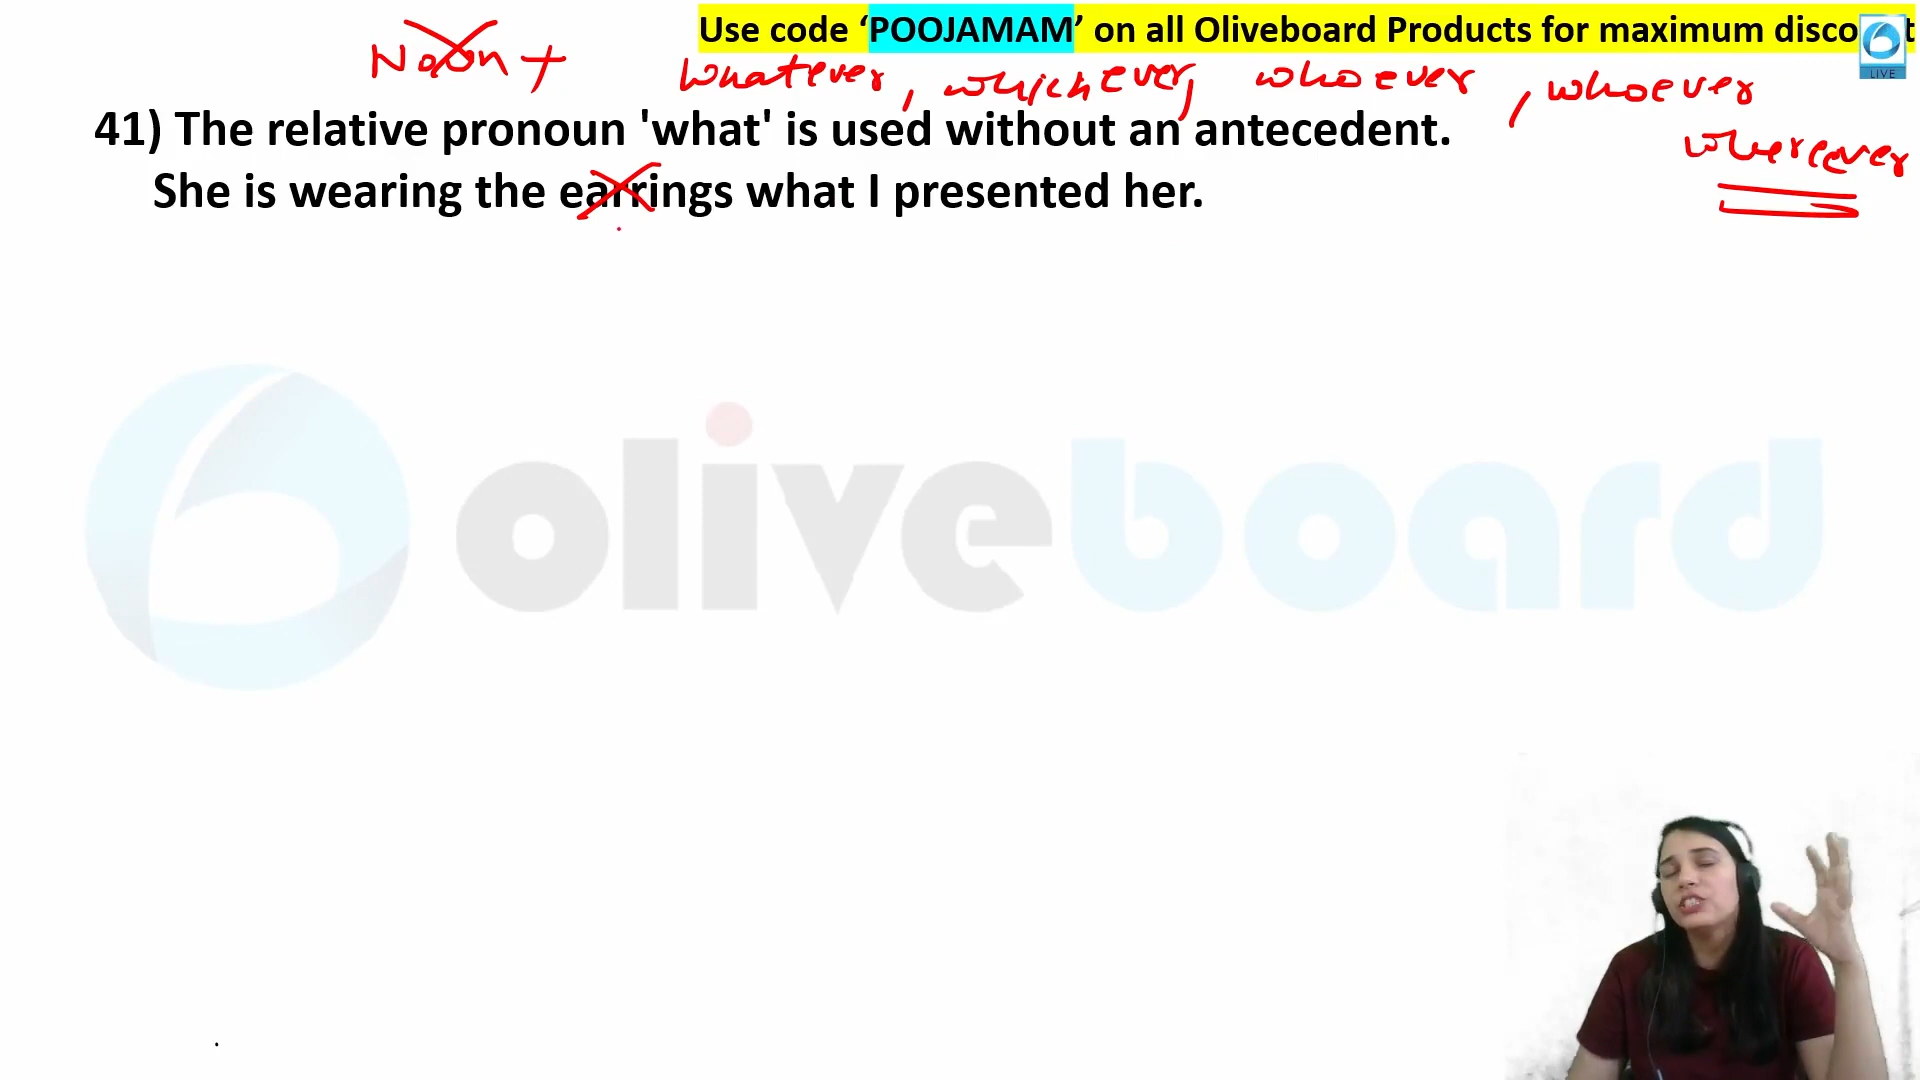 Use code ‘POOJAMAM’ on all Oliveboard Products for maximum disco t
LIVE
Noun + whatever, whichever, whoever, whoever
41) The relative pronoun 'what' is used without an antecedent.
whereever
She is wearing the earrings what I presented her.
oliveboard